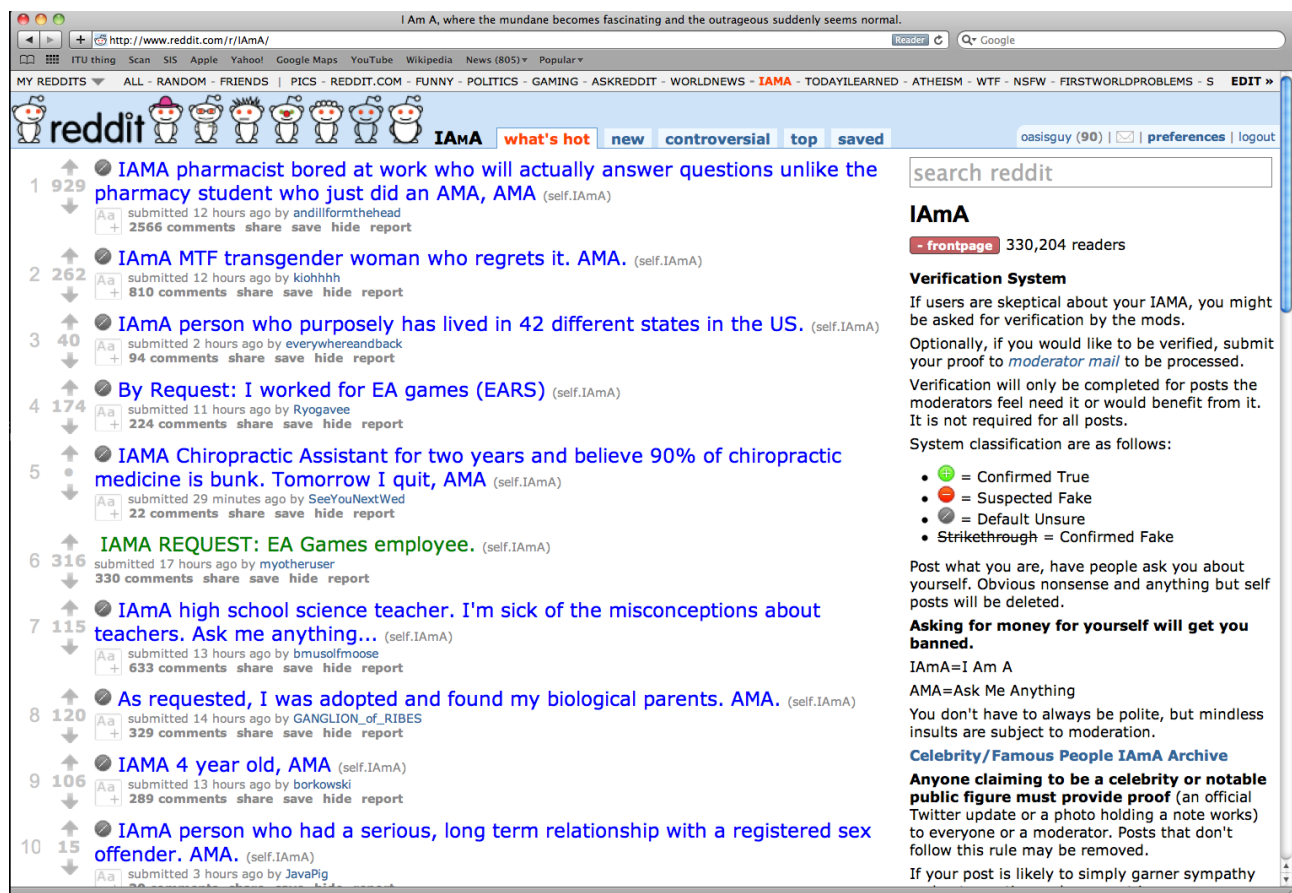 I Am A, where the mundane becomes fascinating and the outrageous suddenly seems normal.
http://www.reddit.com/r/IAmA/
Reader
Google
ITU thing Scan SIS Apple Yahoo! Google Maps YouTube Wikipedia News (805) Popular
MY REDDITS ALL - RANDOM - FRIENDS | PICS - REDDIT.COM - FUNNY - POLITICS - GAMING - ASKREDDIT - WORLDNEWS - IAMA - TODAYILEARNED - ATHEISM - WTF - NSFW - FIRSTWORLDPROBLEMS - S EDIT »
reddit IAMA what's hot new controversial top saved
oasisguy (90) | | preferences | logout
1 929
IAMA pharmacist bored at work who will actually answer questions unlike the
pharmacy student who just did an AMA, AMA (self.IAmA)
Aa+ submitted 12 hours ago by andillformthehead
2566 comments share save hide report
2 262
IAmA MTF transgender woman who regrets it. AMA. (self.IAmA)
Aa+ submitted 12 hours ago by kiohhhh
810 comments share save hide report
3 40
IAmA person who purposely has lived in 42 different states in the US. (self.IAmA)
Aa+ submitted 2 hours ago by everywhereandback
94 comments share save hide report
4 174
By Request: I worked for EA games (EARS) (self.IAmA)
Aa+ submitted 11 hours ago by Ryogavee
224 comments share save hide report
5 •
IAMA Chiropractic Assistant for two years and believe 90% of chiropractic
medicine is bunk. Tomorrow I quit, AMA (self.IAmA)
Aa+ submitted 29 minutes ago by SeeYouNextWed
22 comments share save hide report
6 316
IAMA REQUEST: EA Games employee. (self.IAmA)
submitted 17 hours ago by myotheruser
330 comments share save hide report
7 115
IAmA high school science teacher. I'm sick of the misconceptions about
teachers. Ask me anything... (self.IAmA)
Aa+ submitted 13 hours ago by bmusolfmoose
633 comments share save hide report
8 120
As requested, I was adopted and found my biological parents. AMA. (self.IAmA)
Aa+ submitted 14 hours ago by GANGLION_of_RIBES
329 comments share save hide report
9 106
IAMA 4 year old, AMA (self.IAmA)
Aa+ submitted 13 hours ago by borkowski
289 comments share save hide report
10 15
IAmA person who had a serious, long term relationship with a registered sex
offender. AMA. (self.IAmA)
Aa submitted 3 hours ago by JavaPig
search reddit
IAmA
- frontpage 330,204 readers
Verification System
If users are skeptical about your IAMA, you might
be asked for verification by the mods.
Optionally, if you would like to be verified, submit
your proof to moderator mail to be processed.
Verification will only be completed for posts the
moderators feel need it or would benefit from it.
It is not required for all posts.
System classification are as follows:
• = Confirmed True
• = Suspected Fake
• = Default Unsure
• Strikethrough = Confirmed Fake
Post what you are, have people ask you about
yourself. Obvious nonsense and anything but self
posts will be deleted.
Asking for money for yourself will get you
banned.
IAmA=I Am A
AMA=Ask Me Anything
You don't have to always be polite, but mindless
insults are subject to moderation.
Celebrity/Famous People IAmA Archive
Anyone claiming to be a celebrity or notable
public figure must provide proof (an official
Twitter update or a photo holding a note works)
to everyone or a moderator. Posts that don't
follow this rule may be removed.
If your post is likely to simply garner sympathy